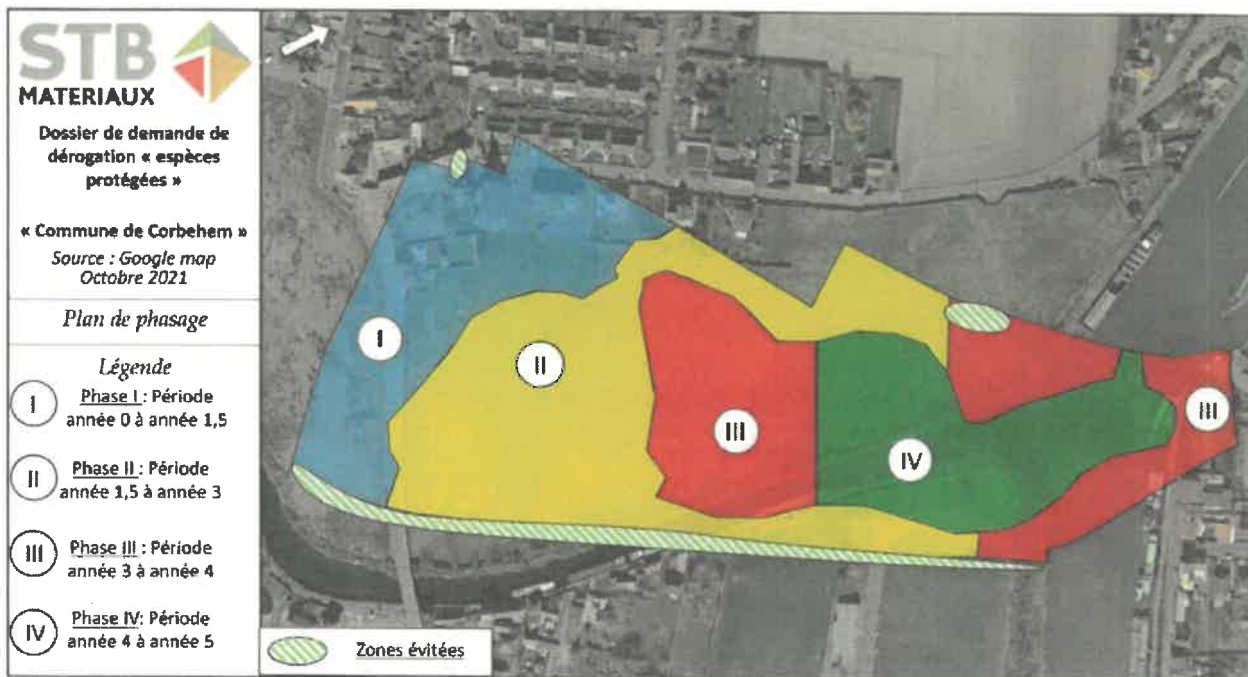 STB
MATERIAUX
Dossier de demande de
dérogation « espèces
protégées »
« Commune de Corbehem »
Source : Google map
Octobre 2021
Plan de phasage
Légende
I
Phase I : Période
année 0 à année 1,5
II
Phase II : Période
année 1,5 à année 3
III
Phase III : Période
année 3 à année 4
IV
Phase IV: Période
année 4 à année 5
I
II
III
IV
III
Zones évitées